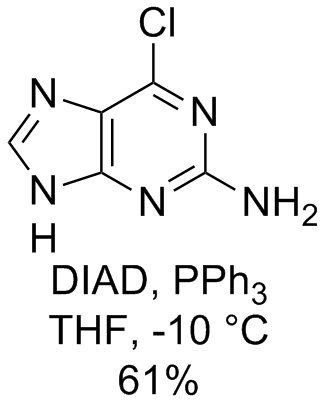 Cl
N
N
N
H
N
NH₂
DIAD, PPh₃
THF, -10 °C
61%